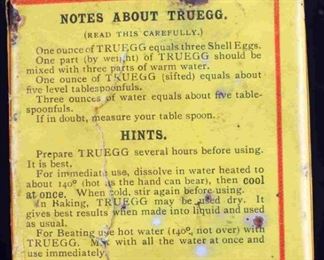 NOTES ABOUT TRUEGG.
(READ THIS CAREFULLY.)
One ounce of TRUEGG equals three Shell Eggs.
One part (by weight) of TRUEGG should be
mixed with three parts of warm water.
One ounce of TRUEGG (sifted) equals about
five level tablespoonfuls.
Three ounces of water equals about five table-
spoonfuls.
If in doubt, measure your table spoon.
HINTS.
Prepare TRUEGG several hours before using.
It is best.
For immediate use, dissolve in water heated to
about 140° (hot as the hand can bear), then cool
at once. When cold, stir again before using.
In Baking, TRUEGG may be used dry. It
gives best results when made into liquid and used
as usual.
For Beating use hot water (140°, not over) with
TRUEGG. Mix with all the water at once and
use immediately